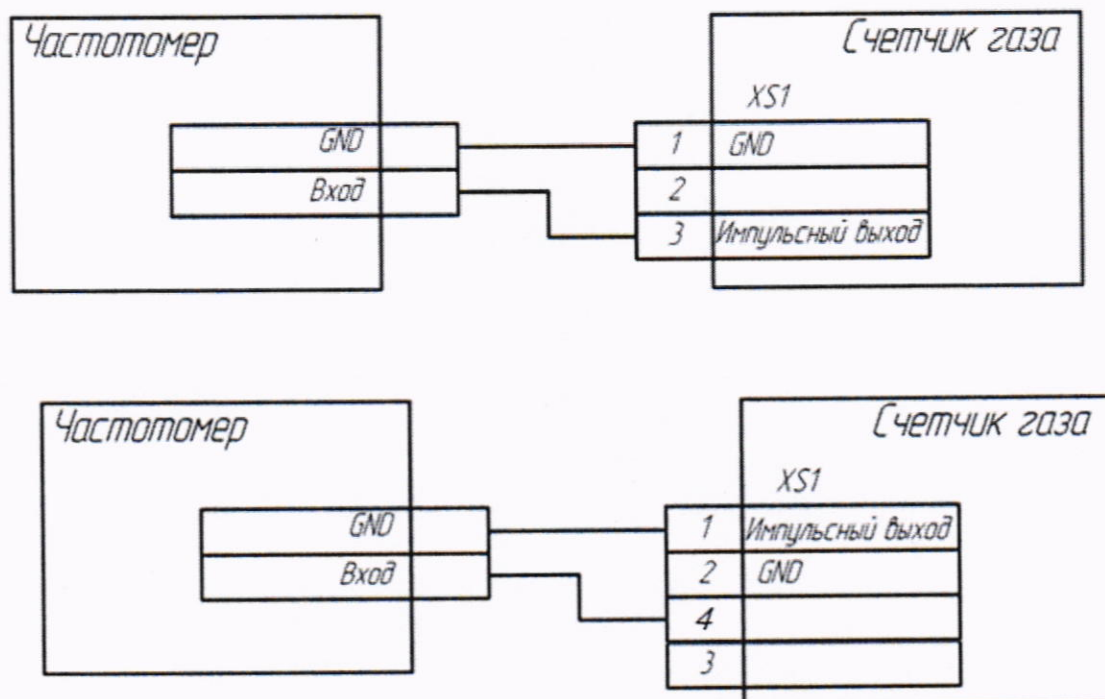 Частотомер
Счетчик газа
XS1
GND
1 GND
Вход
2
3 Импульсный выход
Частотомер
Счетчик газа
XS1
GND
1 Импульсный выход
Вход
2 GND
4
3